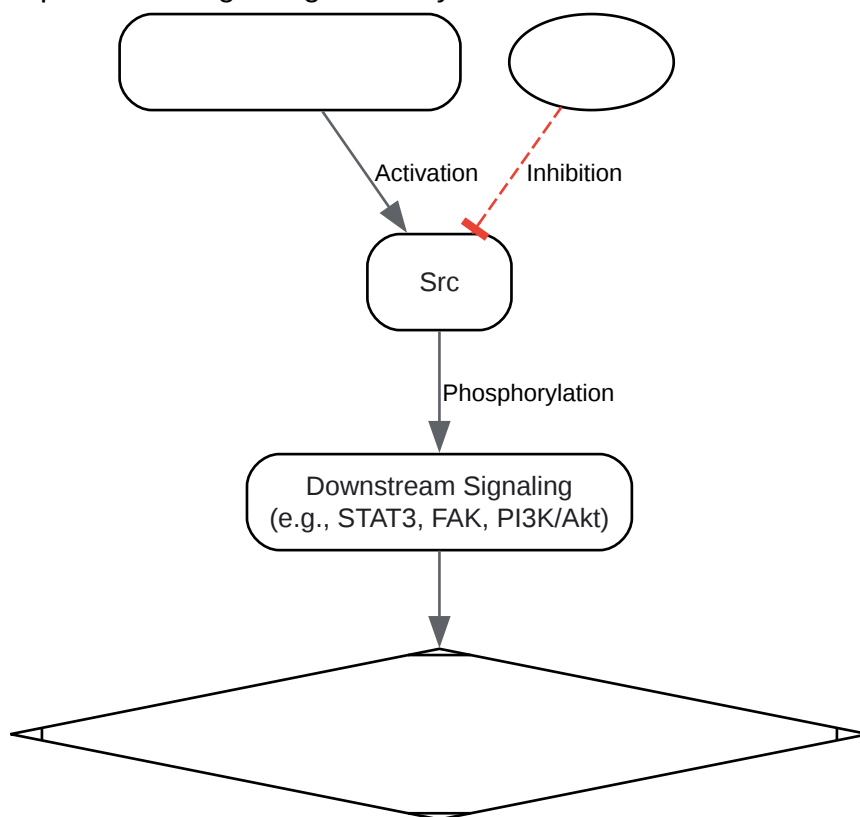 Activation
Inhibition
Src
Phosphorylation
Downstream Signaling
(e.g., STAT3, FAK, PI3K/Akt)